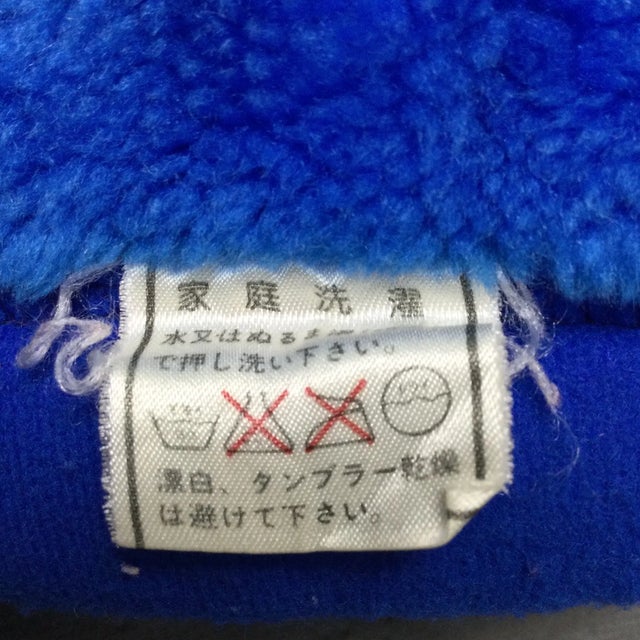 家庭洗濯
水又はぬるま湯
で押し洗い下さい。
漂白、タンブラー乾燥
は避けて下さい。